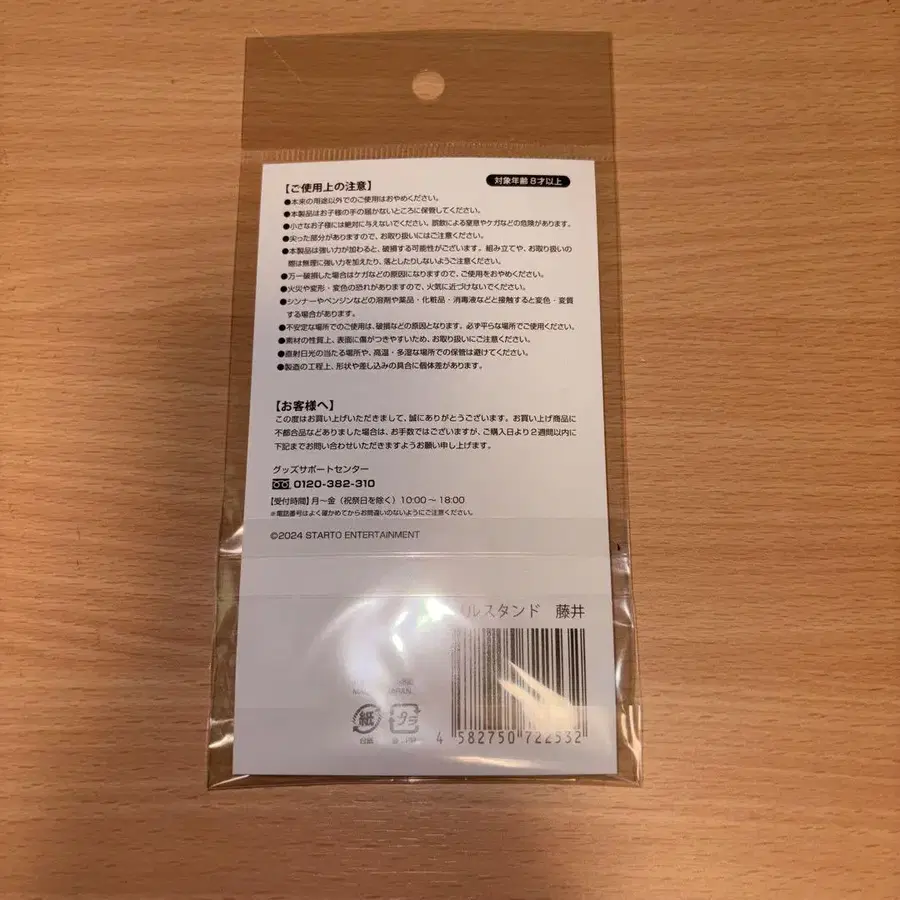 【ご使用上の注意】
対象年齢8才以上
●本来の用途以外でのご使用はおやめください。
●本製品はお子様の手の届かないところに保管してください。
●小さなお子様には絶対に与えないでください。誤飲による窒息やケガなどの危険があります。
●尖った部分がありますので、お取り扱いにはご注意ください。
●本製品は強い力が加わると、破損する可能性がございます。組み立てや、お取り扱いの
際は無理に強い力を加えたり、落としたりしないようご注意ください。
●万一破損した場合はケガなどの原因になりますので、ご使用をおやめください。
●火災や変形・変色の恐れがありますので、火気に近づけないでください。
●シンナーやベンジンなどの溶剤や薬品・化粧品・消毒液などと接触すると変色・変質
する場合があります。
●不安定な場所でのご使用は、破損などの原因となります。必ず平らな場所でご使用ください。
●素材の性質上、表面に傷がつきやすいため、お取り扱いにご注意ください。
●直射日光の当たる場所や、高温・多湿な場所での保管は避けてください。
●製造の工程上、形状や差し込みの具合に個体差があります。
【お客様へ】
この度はお買い上げいただきまして、誠にありがとうございます。お買い上げ商品に
不都合品などありました場合は、お手数ではございますが、ご購入日より2週間以内に
下記までお問い合わせいただきますようお願い申し上げます。
グッズサポートセンター
0120-382-310
【受付時間】月〜金（祝祭日を除く）10:00〜18:00
※電話番号はよく確かめてからお間違いのないようにご注意ください。
©2024 STARTO ENTERTAINMENT
ルスタンド 藤井
紙
プラ
台紙
4 582750 722532